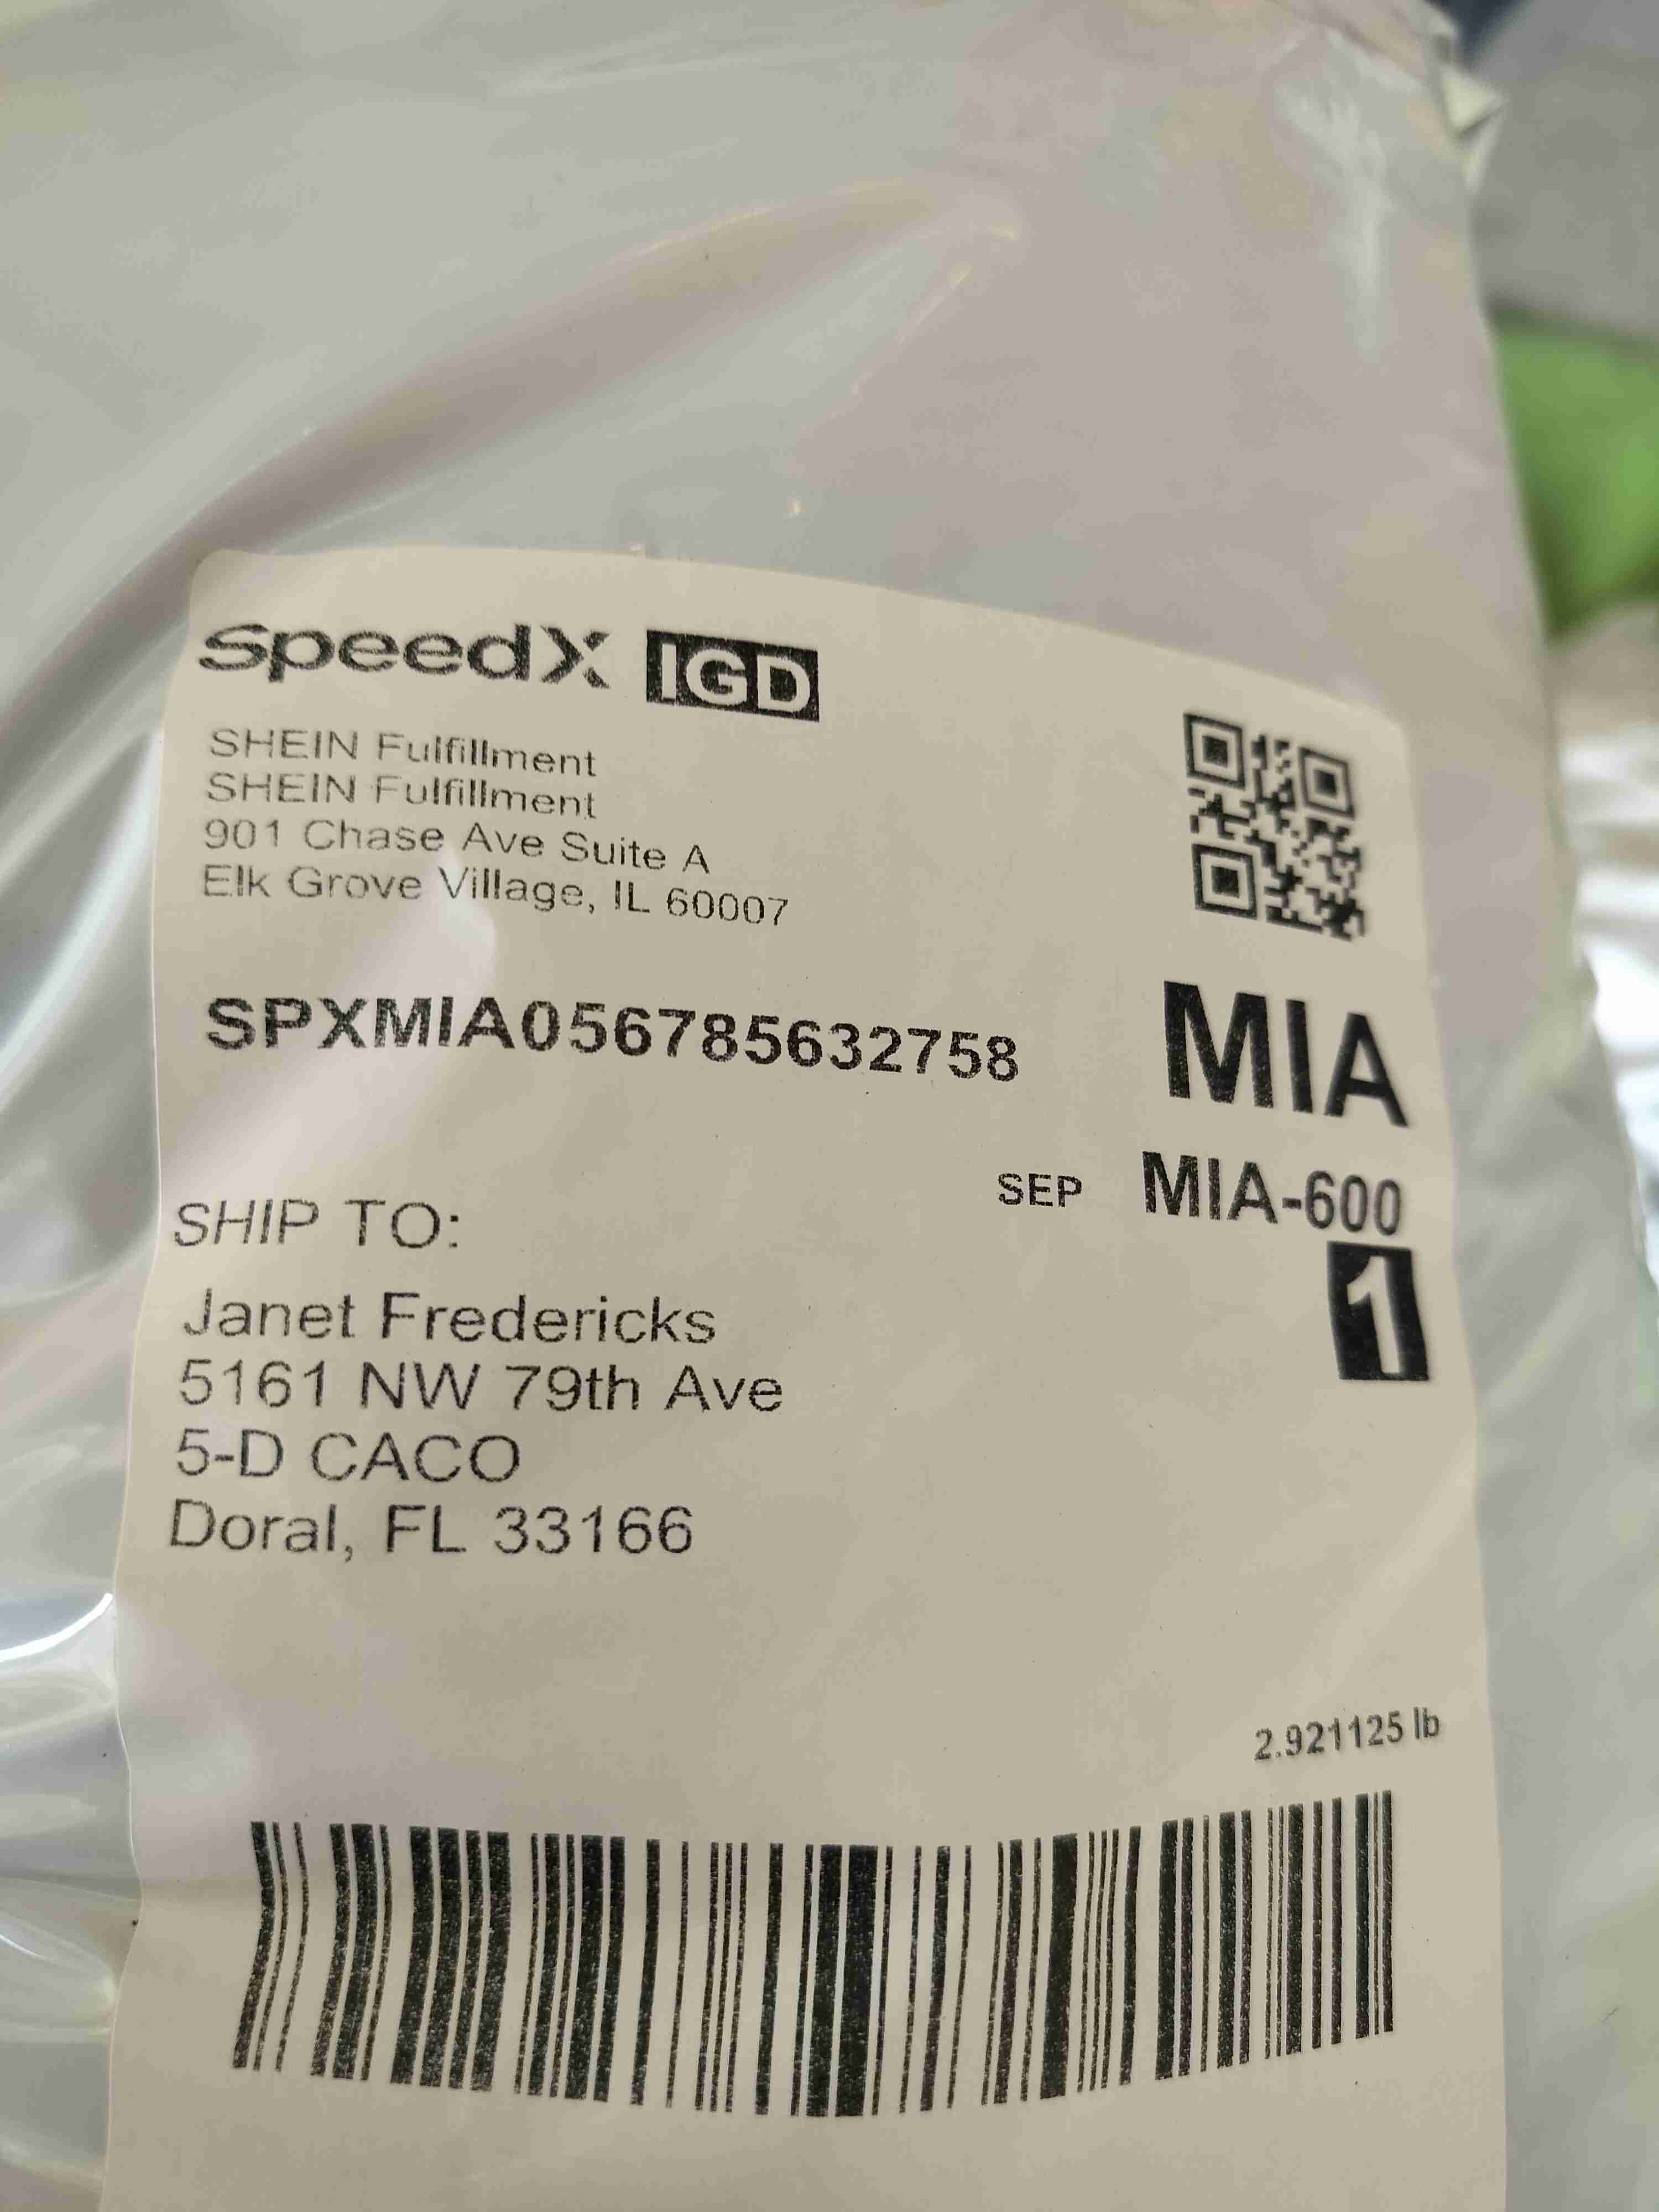 SpeedX IGD
SHEIN Fulfillment
SHEIN Fulfillment
901 Chase Ave Suite A
Elk Grove Village, IL 60007
SPXMIA056785632758
MIA
SEP MIA-600
1
SHIP TO:
Janet Fredericks
5161 NW 79th Ave
5-D CACO
Doral, FL 33166
2.921125 lb